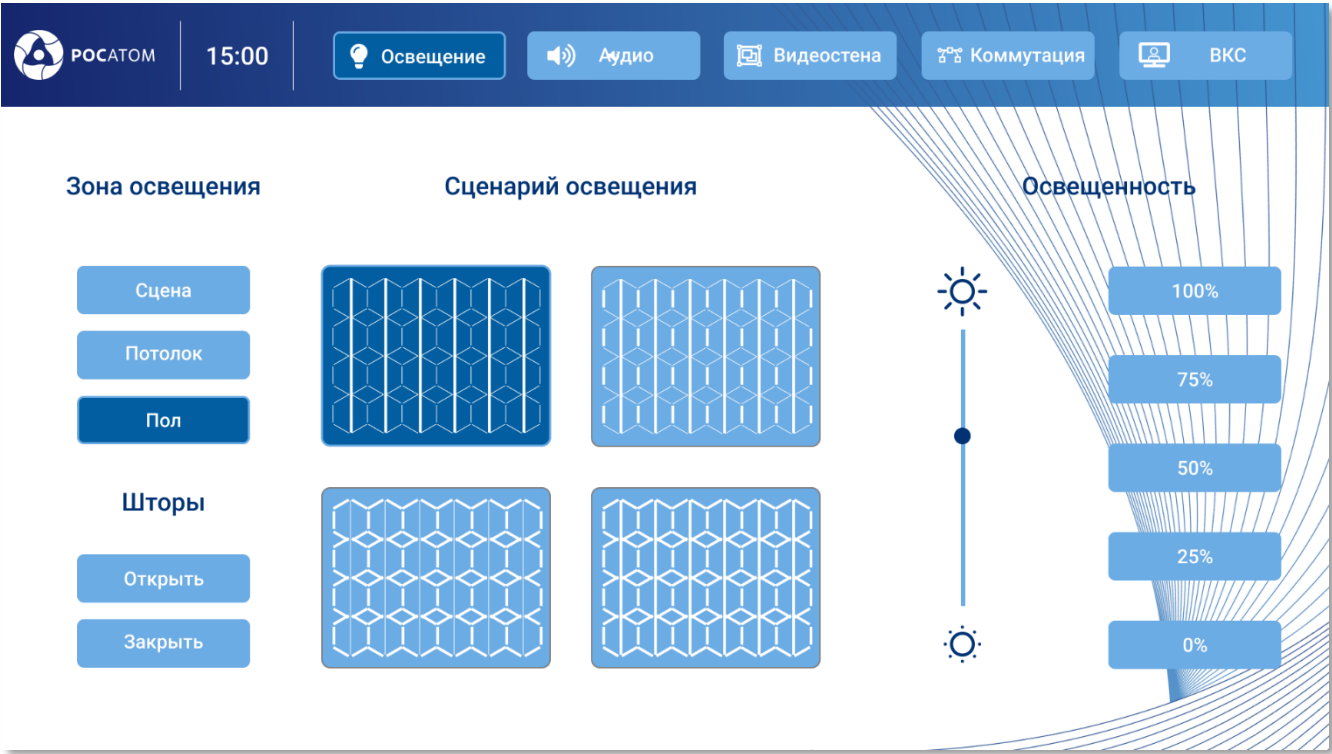 РОСАТОМ
15:00
Освещение
Аудио
Видеостена
Коммутация
ВКС
Зона освещения
Сценарий освещения
Освещенность
Сцена
Потолок
Пол
Шторы
Открыть
Закрыть
100%
75%
50%
25%
0%